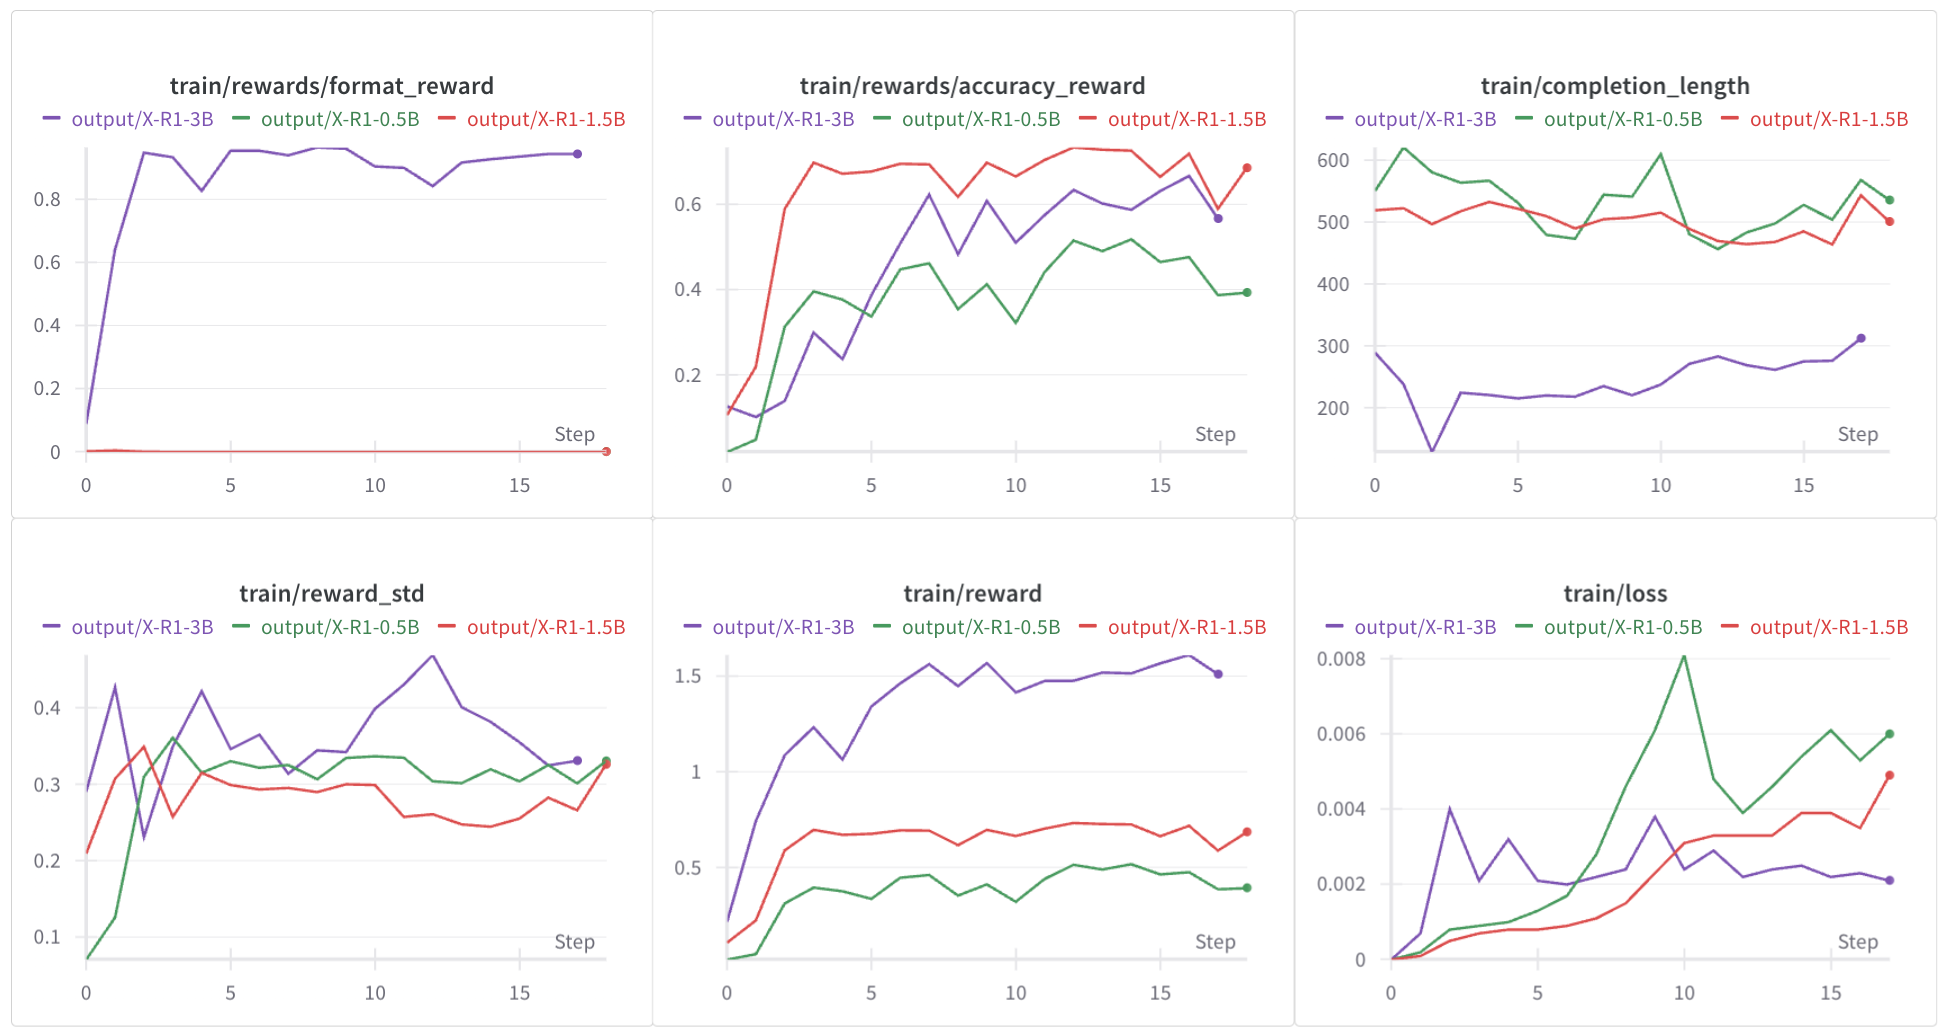 train/rewards/format_reward
output/X-R1-3B output/X-R1-0.5B output/X-R1-1.5B
0.8
0.6
0.4
0.2
0
Step
0 5 10 15
train/rewards/accuracy_reward
output/X-R1-3B output/X-R1-0.5B output/X-R1-1.5B
0.6
0.4
0.2
Step
0 5 10 15
train/completion_length
output/X-R1-3B output/X-R1-0.5B output/X-R1-1.5B
600
500
400
300
200
Step
0 5 10 15
train/reward_std
output/X-R1-3B output/X-R1-0.5B output/X-R1-1.5B
0.4
0.3
0.2
0.1
Step
0 5 10 15
train/reward
output/X-R1-3B output/X-R1-0.5B output/X-R1-1.5B
1.5
1
0.5
Step
0 5 10 15
train/loss
output/X-R1-3B output/X-R1-0.5B output/X-R1-1.5B
0.008
0.006
0.004
0.002
0
Step
0 5 10 15